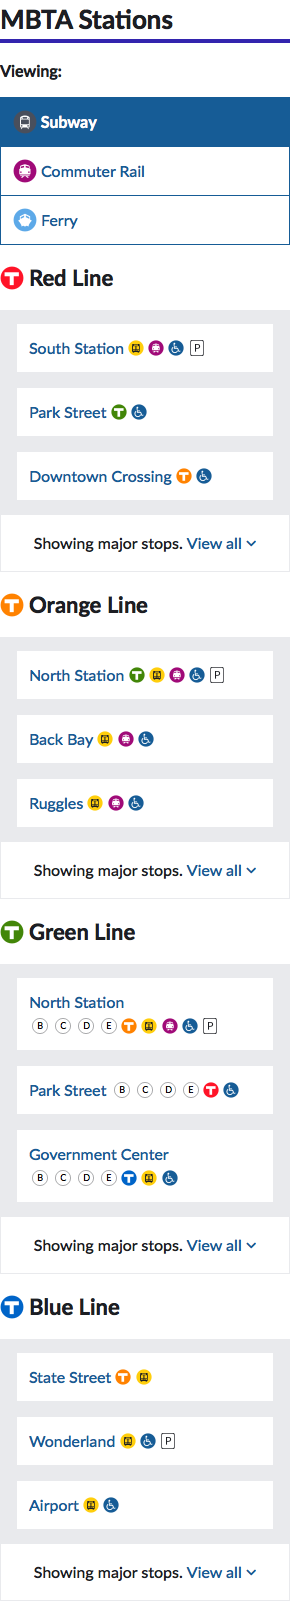 MBTA Stations
Viewing:
Subway
Commuter Rail
Ferry
T Red Line
South Station P
Park Street T
Downtown Crossing T
Showing major stops. View all
T Orange Line
North Station T P
Back Bay
Ruggles
Showing major stops. View all
T Green Line
North Station
B C D E T P
Park Street B C D E T
Government Center
B C D E T
Showing major stops. View all
T Blue Line
State Street T
Wonderland P
Airport
Showing major stops. View all